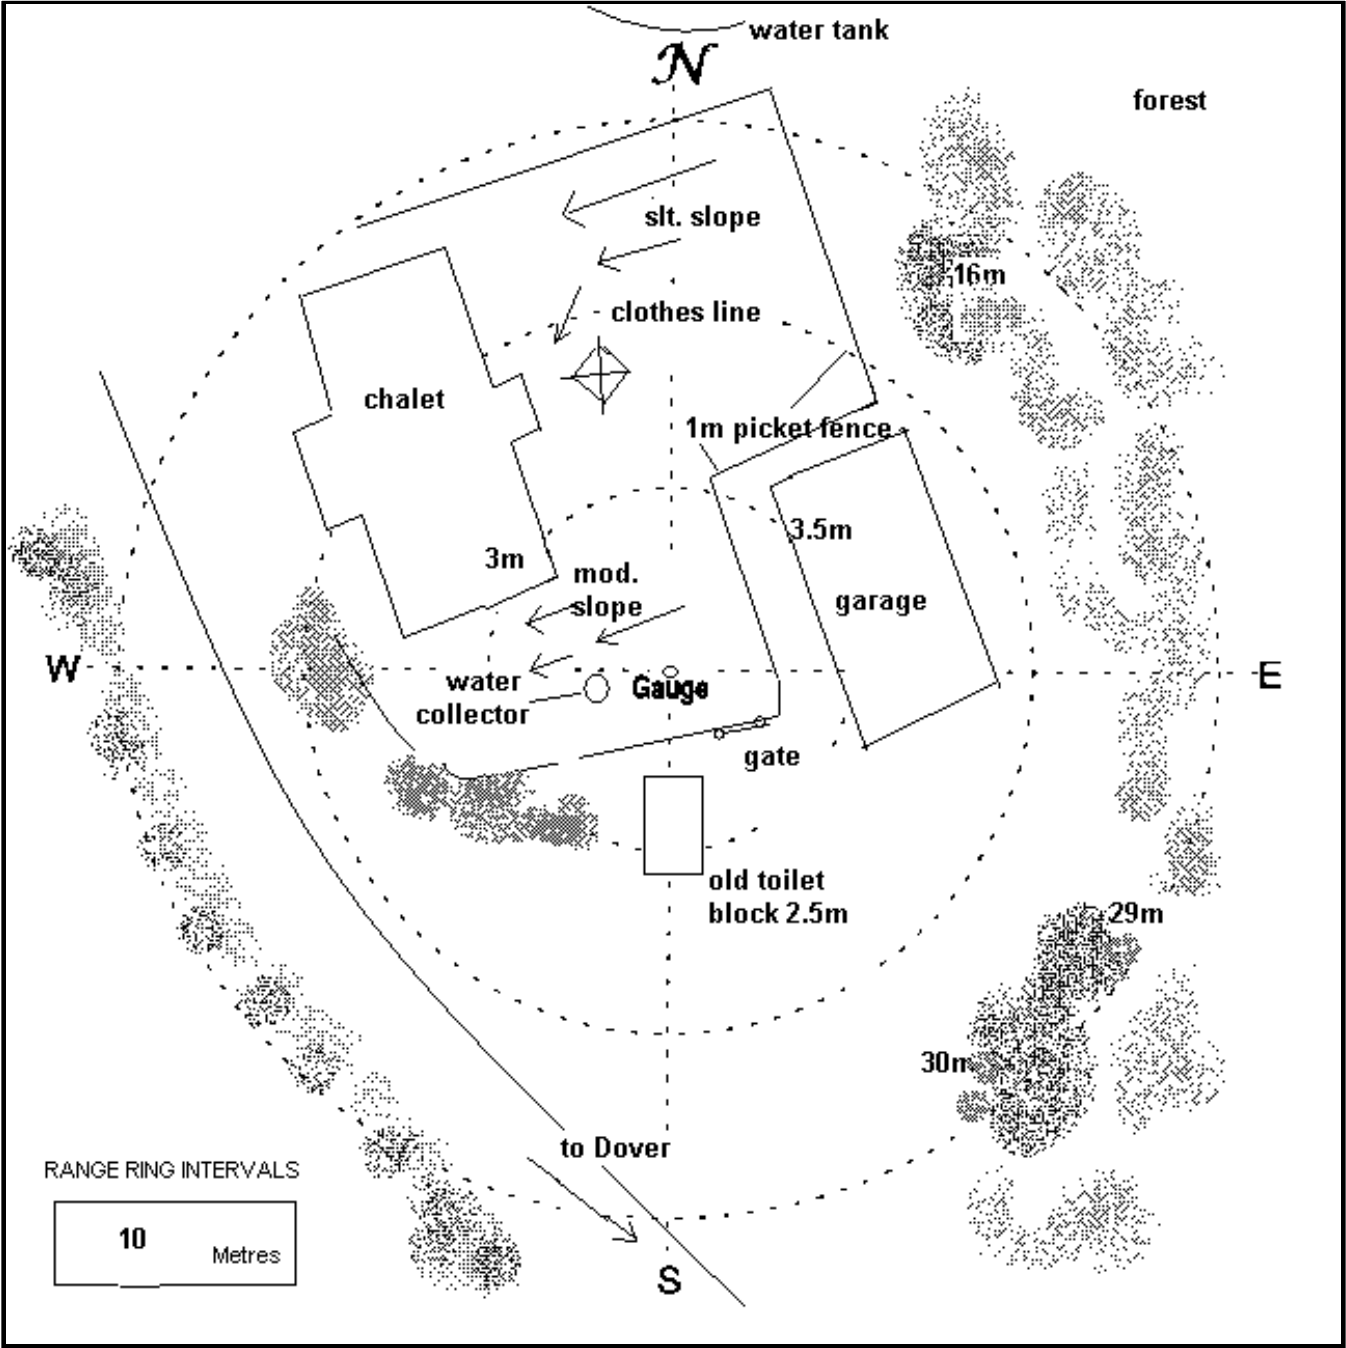 water tank
N
forest
slt. slope
16m
clothes line
chalet
1m picket fence
3.5m
3m
mod.
slope
garage
W
E
water
collector
Gauge
gate
old toilet
block 2.5m
29m
30m
to Dover
RANGE RING INTERVALS
10 Metres
S